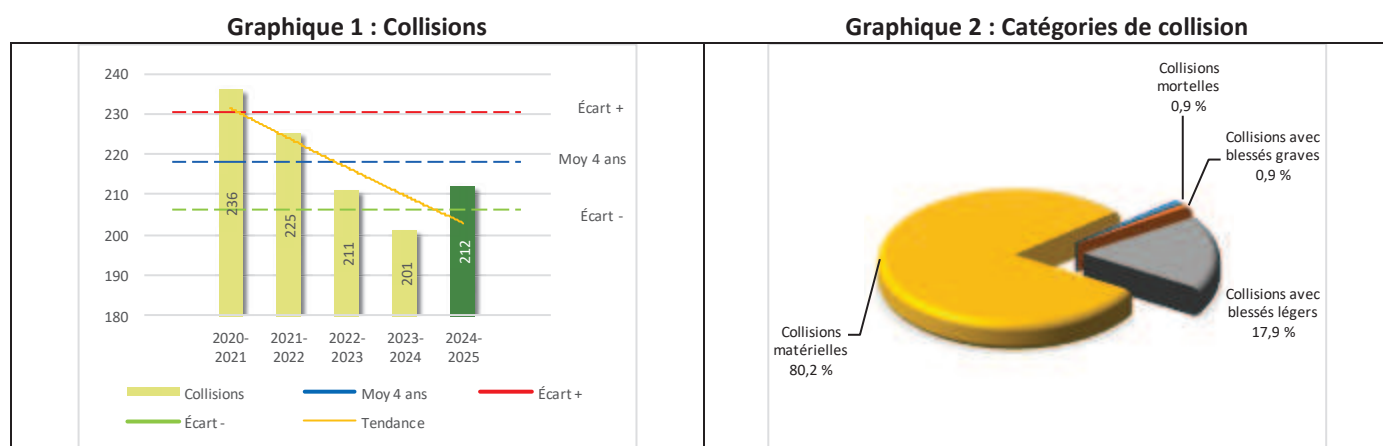 Graphique 1 : Collisions
240
230
220
210
200
190
180
236
225
211
201
212
Écart +
Moy 4 ans
Écart -
2020-
2021
2021-
2022
2022-
2023
2023-
2024
2024-
2025
Collisions
Moy 4 ans
Écart +
Écart -
Tendance
Graphique 2 : Catégories de collision
Collisions
mortelles
0,9 %
Collisions avec
blessés graves
0,9 %
Collisions avec
blessés légers
17,9 %
Collisions
matérielles
80,2 %